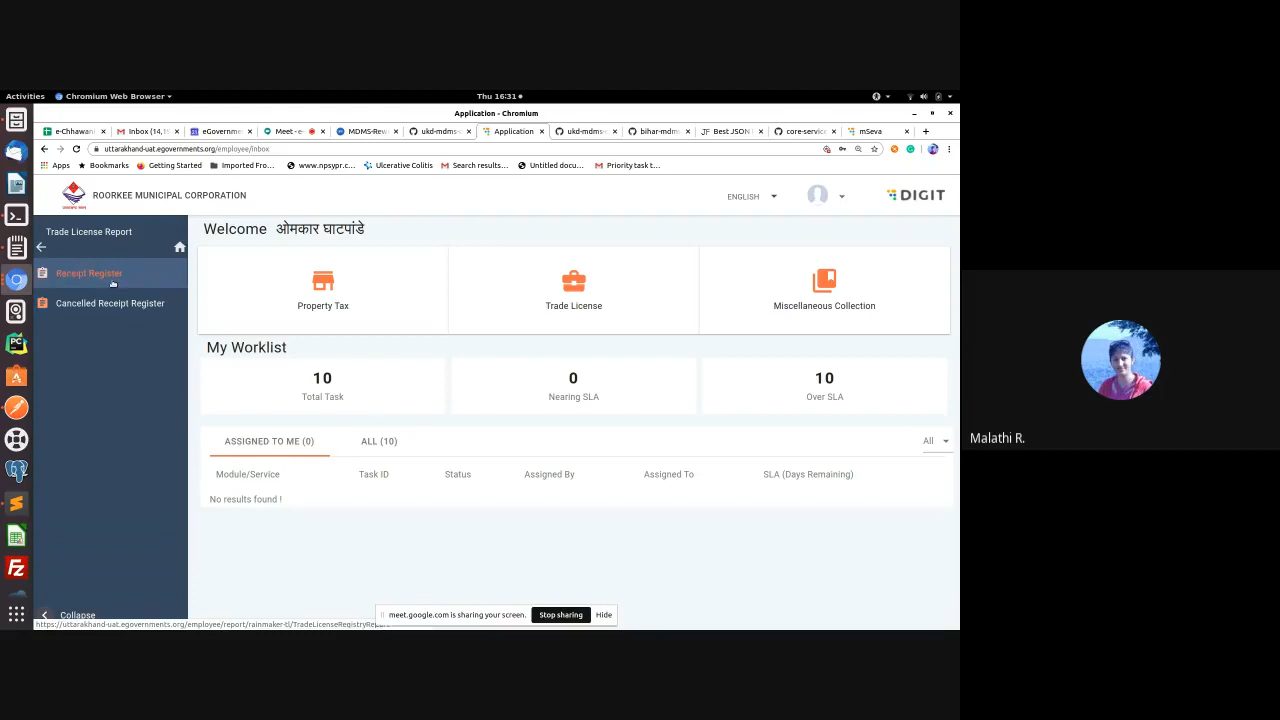 Activities
Chromium Web Browser
Thu 16:31
Application - Chromium
e-Chhawan
Inbox (14,1
eGovernme
Meet - e-
MDMS-Rew
ukd-mdms-
Application
ukd-mdms-
bihar-mdm
Best JSON
core-servic
mSeva
uttarakhand-uat.egovernments.org/employee/inbox
Apps
Bookmarks
Getting Started
Imported Fro...
www.npsypr.c...
Ulcerative Colitis
Search results...
Untitled docu...
Priority task t...
ROORKEE MUNICIPAL CORPORATION
ENGLISH
DIGIT
Trade License Report
Receipt Register
Cancelled Receipt Register
Collapse
Welcome ओमकार घाटपांडे
Property Tax
Trade License
Miscellaneous Collection
My Worklist
10
Total Task
0
Nearing SLA
10
Over SLA
ASSIGNED TO ME (0)
ALL (10)
All
Module/Service
Task ID
Status
Assigned By
Assigned To
SLA (Days Remaining)
No results found !
meet.google.com is sharing your screen.
Stop sharing
Hide
https://uttarakhand-uat.egovernments.org/employee/report/rainmaker-tl/TradeLicenseRegistryRep
Malathi R.